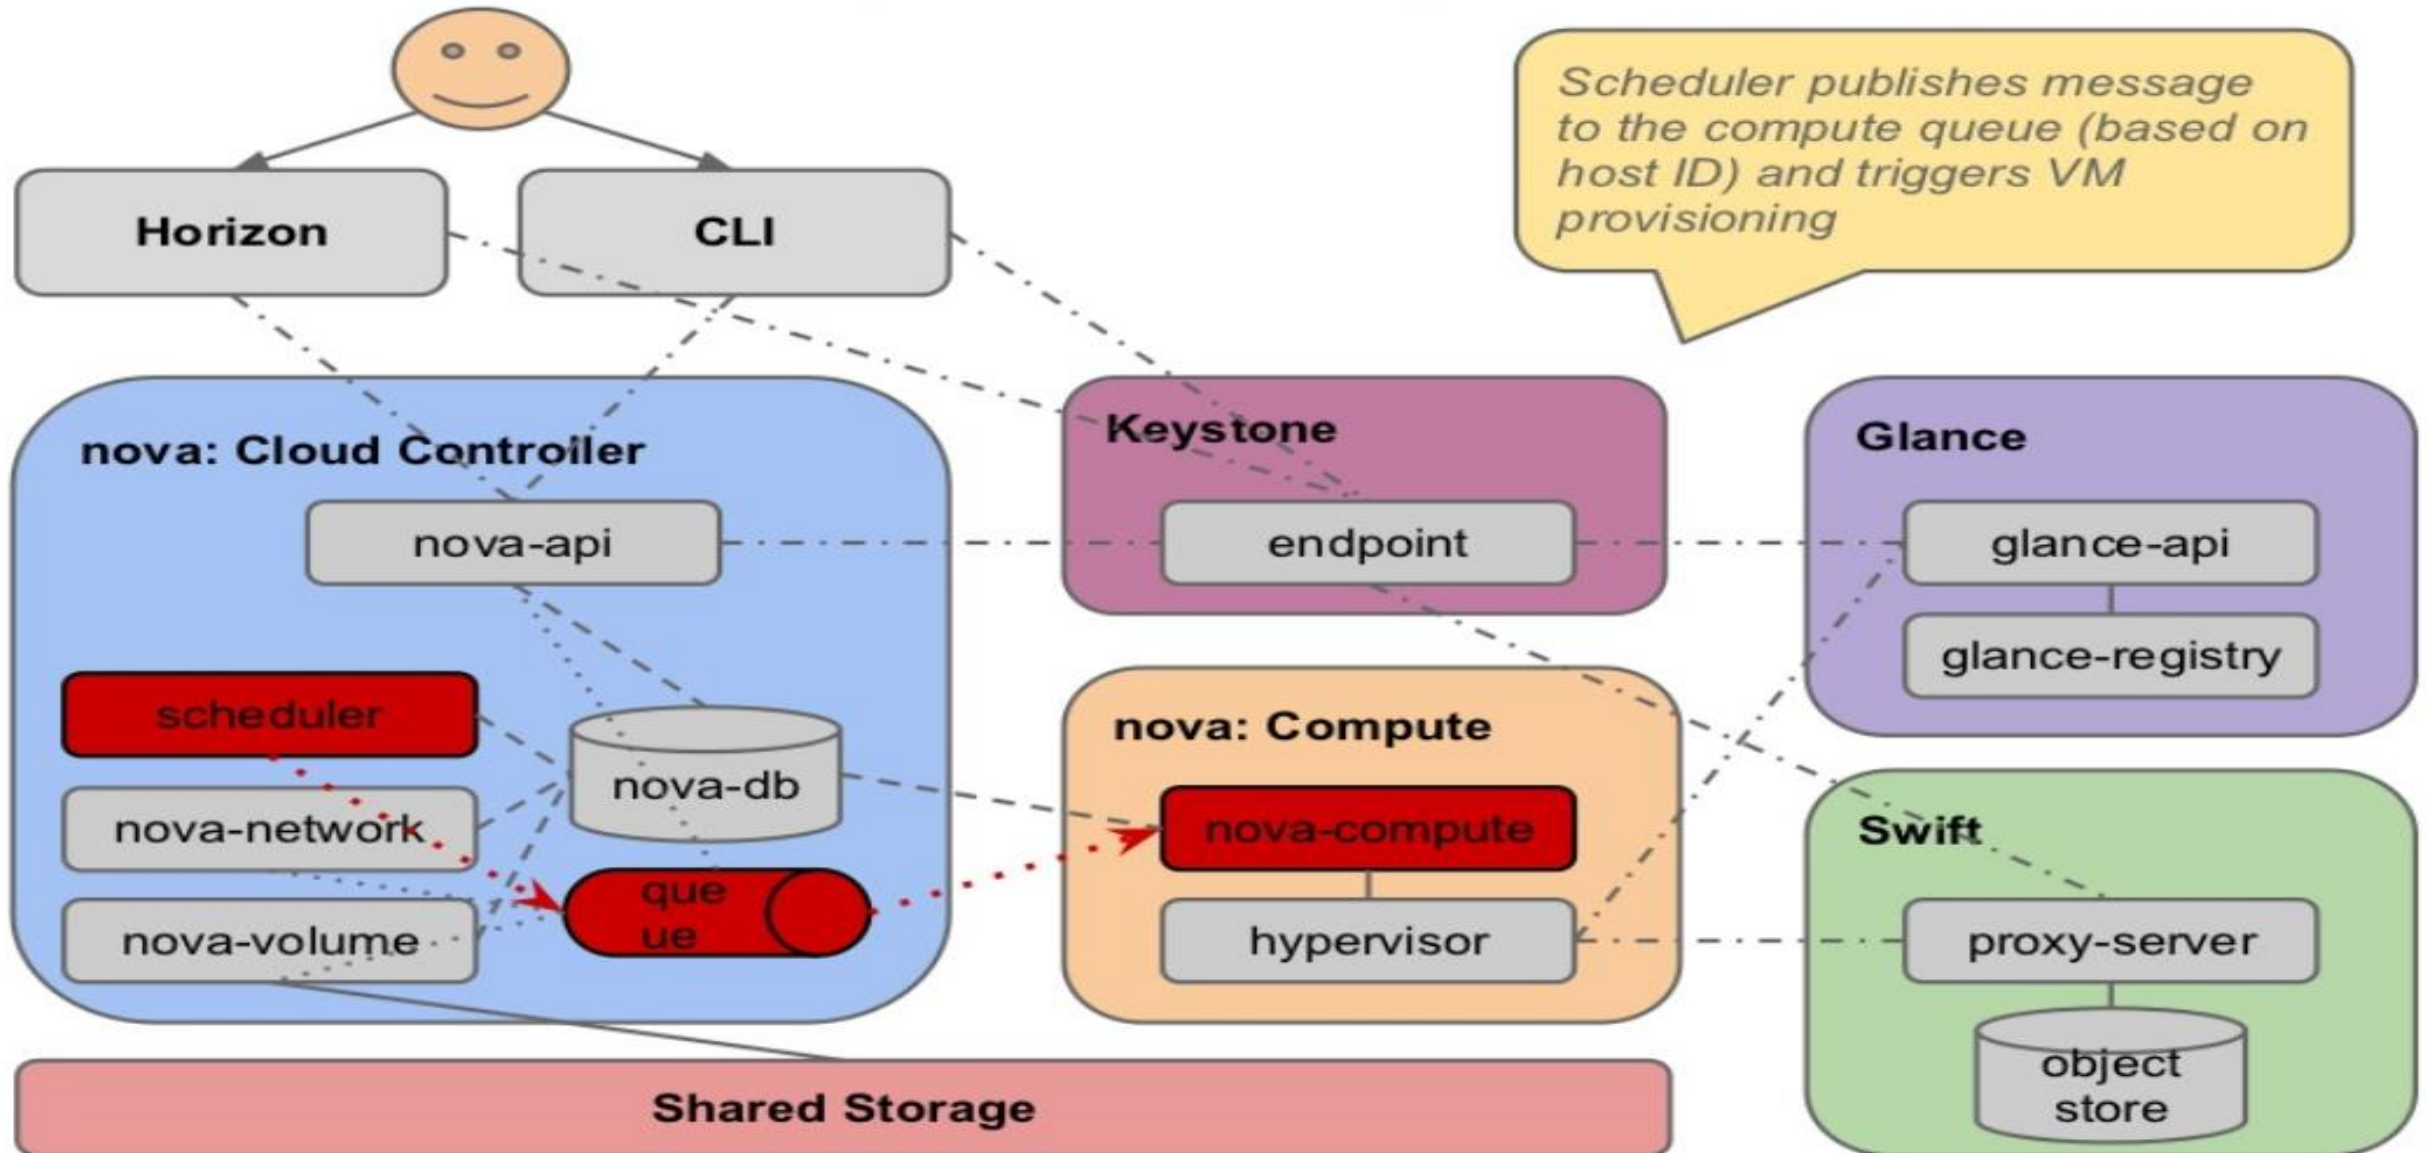 Scheduler publishes message
to the compute queue (based on
host ID) and triggers VM
provisioning
Horizon
CLI
nova: Cloud Controller
nova-api
scheduler
nova-network
nova-volume
nova-db
que
ue
Keystone
endpoint
nova: Compute
nova-compute
hypervisor
Glance
glance-api
glance-registry
Swift
proxy-server
object
store
Shared Storage